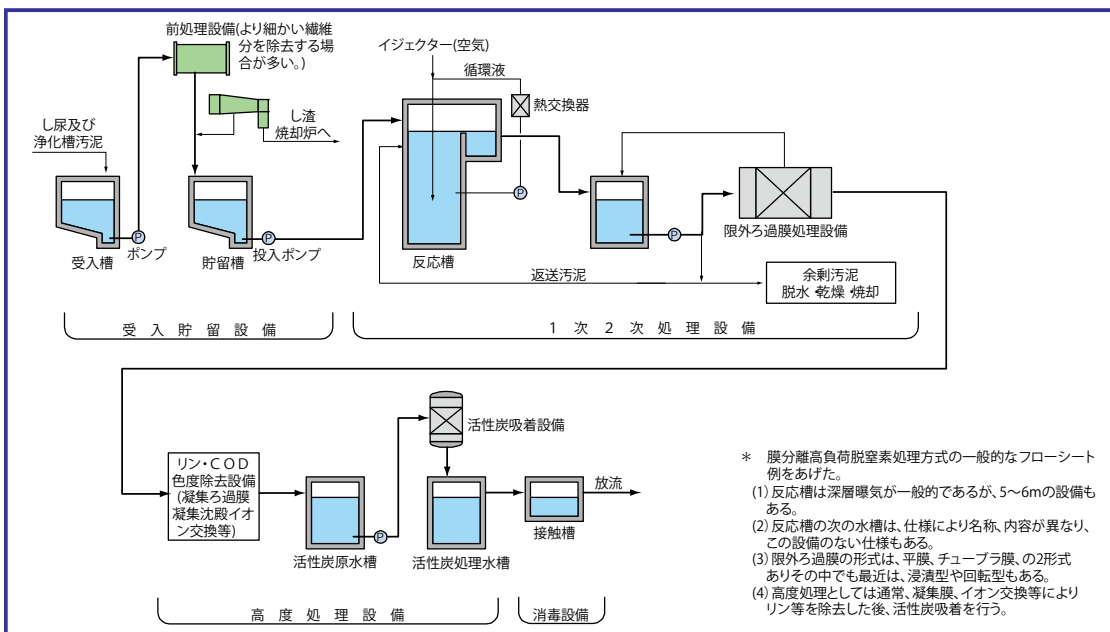 前処理設備(より細かい繊維
分を除去する場
合が多い。)
し尿及び
浄化槽汚泥
し渣
焼却炉へ
受入槽
P
ポンプ
貯留槽
P
投入ポンプ
イジェクター(空気)
循環液
熱交換器
P
反応槽
P
限外ろ過膜処理設備
返送汚泥
余剰汚泥
脱水・乾燥・焼却
受入貯留設備
1次2次処理設備
リン・COD
色度除去設備
(凝集ろ過膜
凝集沈殿イオ
ン交換等)
P
活性炭原水槽
活性炭吸着設備
活性炭処理水槽
接触槽
放流
高度処理設備
消毒設備
＊ 膜分離高負荷脱窒素処理方式の一般的なフローシート
例をあげた。
(1)反応槽は深層曝気が一般的であるが、5〜6mの設備も
ある。
(2)反応槽の次の水槽は、仕様により名称、内容が異なり、
この設備のない仕様もある。
(3)限外ろ過膜の形式は、平膜、チューブラ膜、の2形式
ありその中でも最近は、浸漬型や回転型もある。
(4)高度処理としては通常、凝集膜、イオン交換等により
リン等を除去した後、活性炭吸着を行う。